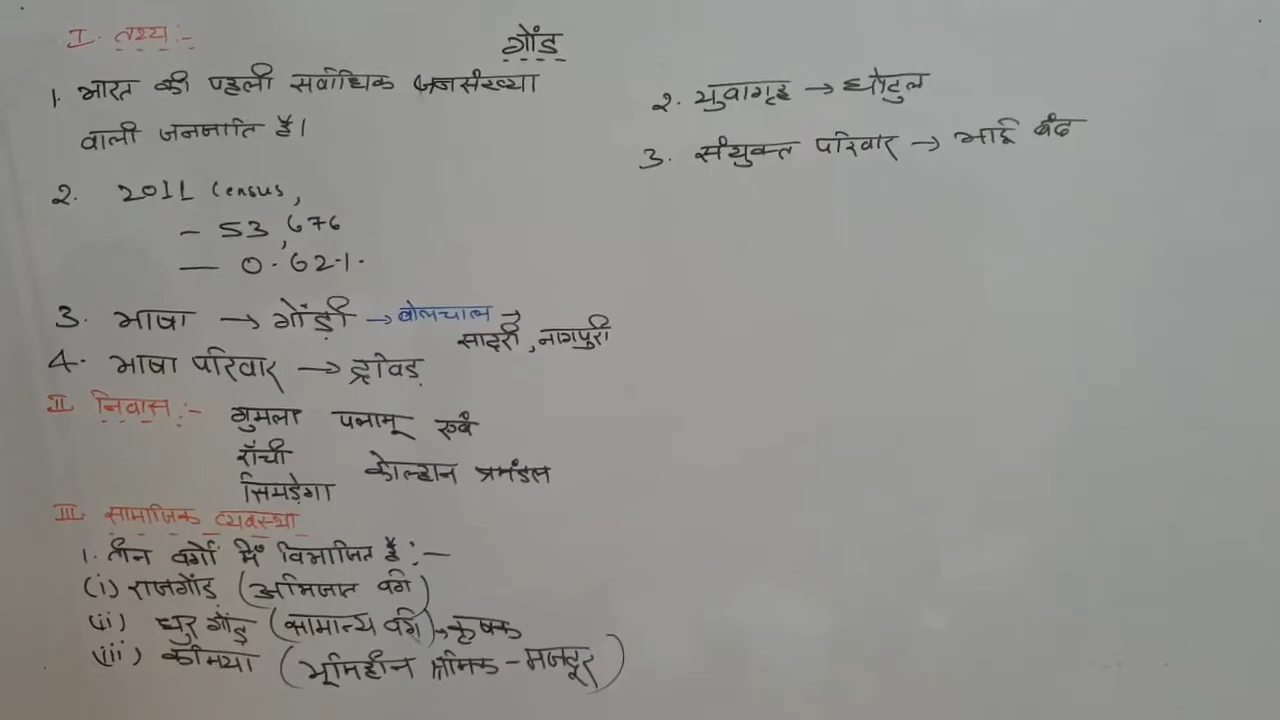 गोंड
I. तथ्य :-
1. भारत की पहली सर्वाधिक जनसंख्या
वाली जनजाति है।
2. 2011 Census,
- 53,676
- 0.62%
3. भाषा → गोंड़ी → बोलचाल →
सादरी, नागपुरी
4. भाषा परिवार → द्रविड़
II निवास :- गुमला पलामू एवं
राँची कोल्हान प्रमंडल
सिमडेगा
III. सामाजिक व्यवस्था
1. तीन वर्गों में विभाजित है :-
(i) राजगोंड (अभिजात वर्ग)
(ii) धुर गोंड़ (सामान्य वर्ग) → कृषक
(iii) कमिया (भूमिहीन श्रमिक - मजदूर)
2. युवागृह → घोटुल
3. संयुक्त परिवार → भाई बंद